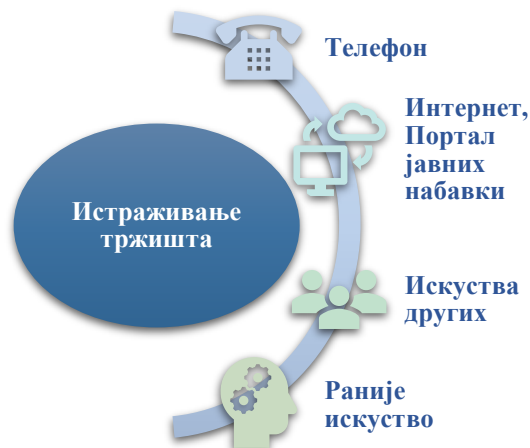 Телефон
Интернет,
Портал
јавних
набавки
Истраживање
тржишта
Искуства
других
Раније
искуство